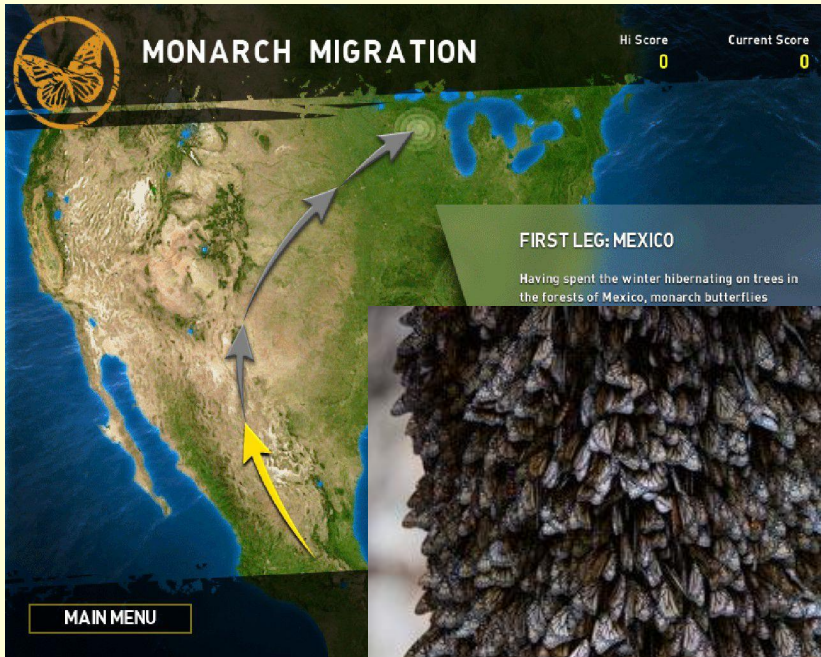 MONARCH MIGRATION
Hi Score
0
Current Score
0
FIRST LEG: MEXICO
Having spent the winter hibernating on trees in
the forests of Mexico, monarch butterflies
MAIN MENU